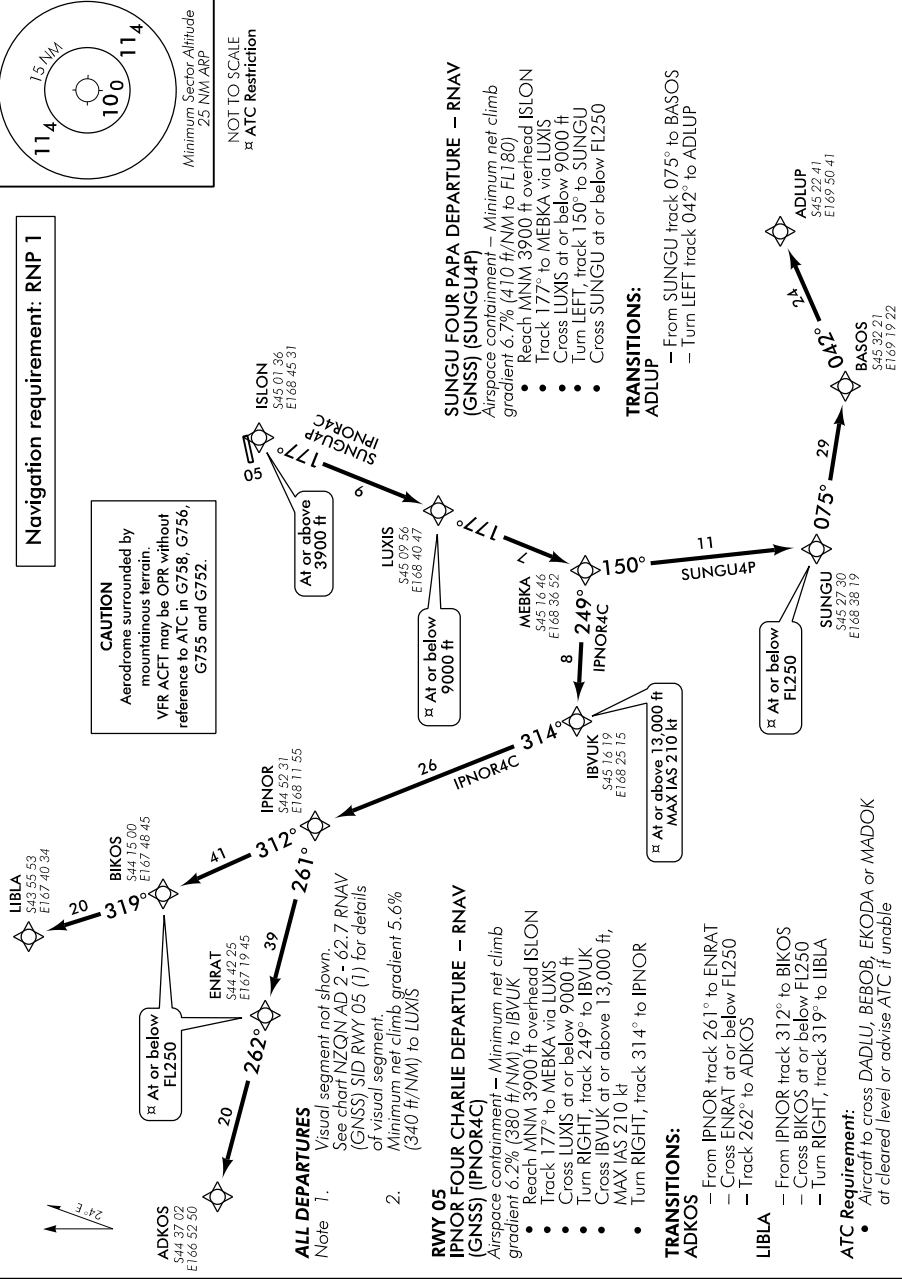 24° E
ADKOS
S44 37 02
E166 52 50
20
262°
ENRAT
S44 42 25
E167 19 45
¤ At or below
FL250
39
261°
LIBLA
S43 55 53
E167 40 34
20
319°
BIKOS
S44 15 00
E167 48 45
41
312°
IPNOR
S44 52 31
E168 11 55
26
IPNOR4C
314°
IBVUK
S45 16 19
E168 25 15
¤ At or above 13,000 ft
MAX IAS 210 kt
8
249°
IPNOR4C
MEBKA
S45 16 46
E168 36 52
7
177°
LUXIS
S45 09 56
E168 40 47
¤ At or below
9000 ft
9
177°
SUNGU4P
IPNOR4C
05
ISLON
S45 01 36
E168 45 31
At or above
3900 ft
150°
11
SUNGU4P
SUNGU
S45 27 30
E168 38 19
¤ At or below
FL250
075°
29
BASOS
S45 32 21
E169 19 22
042°
24
ADLUP
S45 22 41
E169 50 41
CAUTION
Aerodrome surrounded by
mountainous terrain.
VFR ACFT may be OPR without
reference to ATC in G758, G756,
G755 and G752.
Navigation requirement: RNP 1
11₄
15 NM
10₀
11₄
Minimum Sector Altitude
25 NM ARP
NOT TO SCALE
¤ ATC Restriction
ALL DEPARTURES
Note 1. Visual segment not shown.
See chart NZQN AD 2 - 62.7 RNAV
(GNSS) SID RWY 05 (1) for details
of visual segment.
2. Minimum net climb gradient 5.6%
(340 ft/NM) to LUXIS
RWY 05
IPNOR FOUR CHARLIE DEPARTURE – RNAV
(GNSS) (IPNOR4C)
Airspace containment – Minimum net climb
gradient 6.2% (380 ft/NM) to IBVUK
• Reach MNM 3900 ft overhead ISLON
• Track 177° to MEBKA via LUXIS
• Cross LUXIS at or below 9000 ft
• Turn RIGHT, track 249° to IBVUK
• Cross IBVUK at or above 13,000 ft,
MAX IAS 210 kt
• Turn RIGHT, track 314° to IPNOR
TRANSITIONS:
ADKOS
– From IPNOR track 261° to ENRAT
– Cross ENRAT at or below FL250
– Track 262° to ADKOS
LIBLA
– From IPNOR track 312° to BIKOS
– Cross BIKOS at or below FL250
– Turn RIGHT, track 319° to LIBLA
ATC Requirement:
• Aircraft to cross DADLU, BEBOB, EKODA or MADOK
at cleared level or advise ATC if unable
SUNGU FOUR PAPA DEPARTURE – RNAV
(GNSS) (SUNGU4P)
Airspace containment – Minimum net climb
gradient 6.7% (410 ft/NM to FL180)
• Reach MNM 3900 ft overhead ISLON
• Track 177° to MEBKA via LUXIS
• Cross LUXIS at or below 9000 ft
• Turn LEFT, track 150° to SUNGU
• Cross SUNGU at or below FL250
TRANSITIONS:
ADLUP
– From SUNGU track 075° to BASOS
– Turn LEFT track 042° to ADLUP